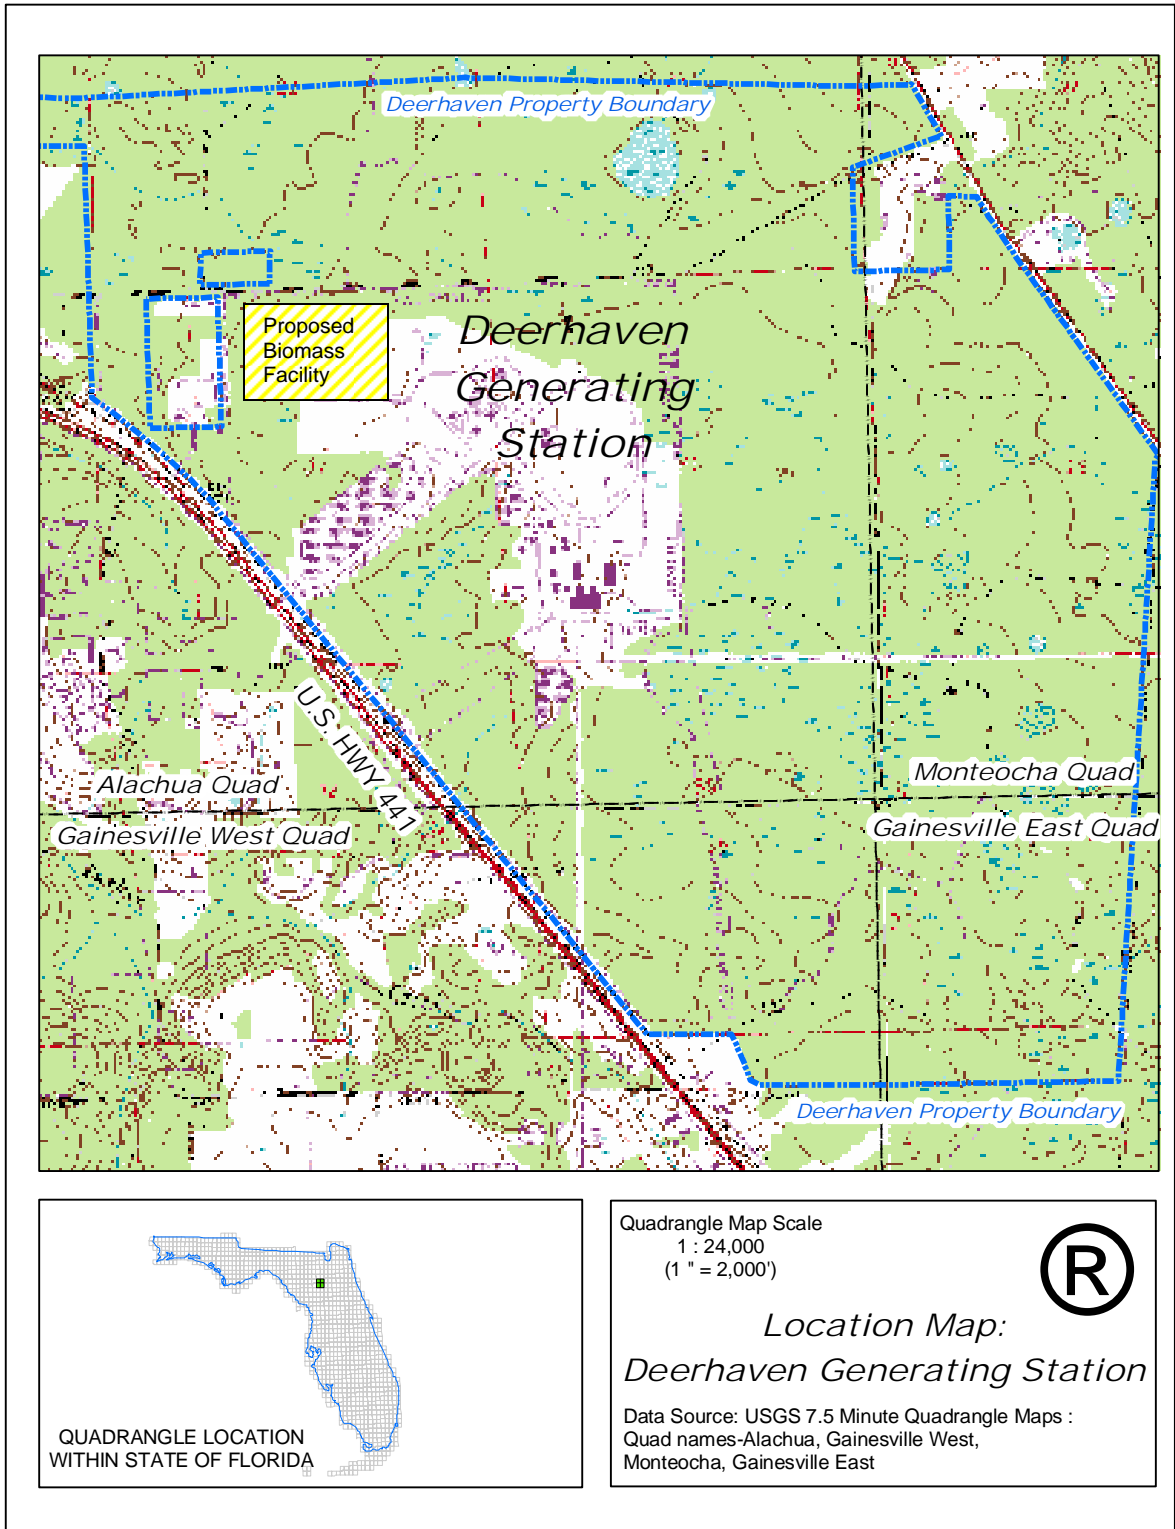 Deerhaven Property Boundary
Proposed
Biomass
Facility
Deerhaven
Generating
Station
U.S. HWY 441
Alachua Quad
Monteocha Quad
Gainesville West Quad
Gainesville East Quad
Deerhaven Property Boundary
QUADRANGLE LOCATION
WITHIN STATE OF FLORIDA
Quadrangle Map Scale
1 : 24,000
(1 " = 2,000')
®
Location Map:
Deerhaven Generating Station
Data Source: USGS 7.5 Minute Quadrangle Maps :
Quad names-Alachua, Gainesville West,
Monteocha, Gainesville East